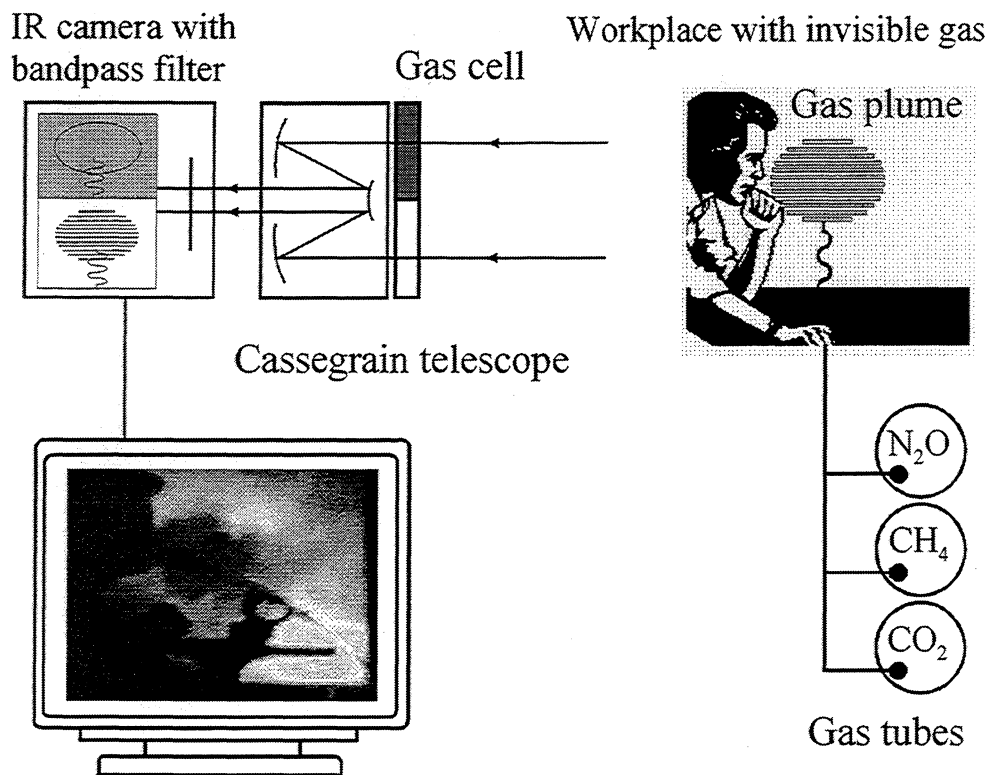 IR camera with
bandpass filter
Gas cell
Workplace with invisible gas
Gas plume
Cassegrain telescope
N₂O
CH₄
CO₂
Gas tubes